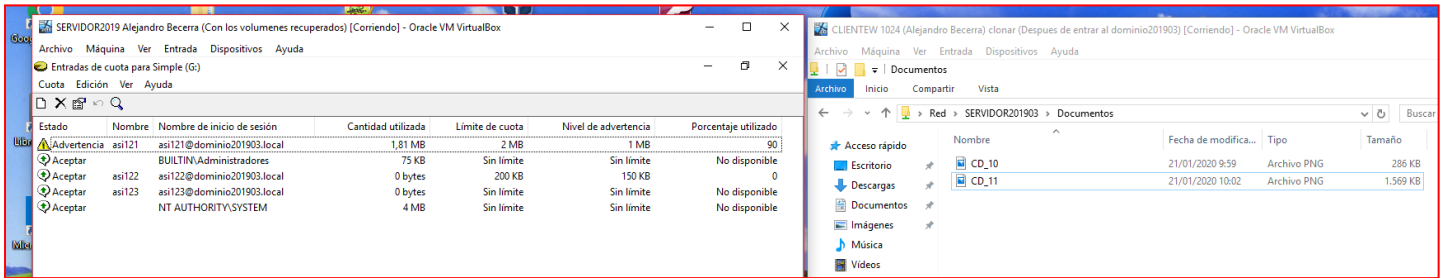 SERVIDOR2019 Alejandro Becerra (Con los volumenes recuperados) [Corriendo] - Oracle VM VirtualBox
Archivo Máquina Ver Entrada Dispositivos Ayuda
Entradas de cuota para Simple (G:)
Cuota Edición Ver Ayuda
Estado Nombre Nombre de inicio de sesión Cantidad utilizada Límite de cuota Nivel de advertencia Porcentaje utilizado
Advertencia asi121 asi121@dominio201903.local 1,81 MB 2 MB 1 MB 90
Aceptar BUILTIN\Administradores 75 KB Sin límite Sin límite No disponible
Aceptar asi122 asi122@dominio201903.local 0 bytes 200 KB 150 KB 0
Aceptar asi123 asi123@dominio201903.local 0 bytes Sin límite Sin límite No disponible
Aceptar NT AUTHORITY\SYSTEM 4 MB Sin límite Sin límite No disponible
CLIENTEW 1024 (Alejandro Becerra) clonar (Despues de entrar al dominio201903) [Corriendo] - Oracle VM VirtualBox
Archivo Máquina Ver Entrada Dispositivos Ayuda
Documentos
Archivo Inicio Compartir Vista
Red > SERVIDOR201903 > Documentos
Buscar
Nombre Fecha de modifica... Tipo Tamaño
CD_10 21/01/2020 9:59 Archivo PNG 286 KB
CD_11 21/01/2020 10:02 Archivo PNG 1.569 KB
Acceso rápido
Escritorio
Descargas
Documentos
Imágenes
Música
Vídeos